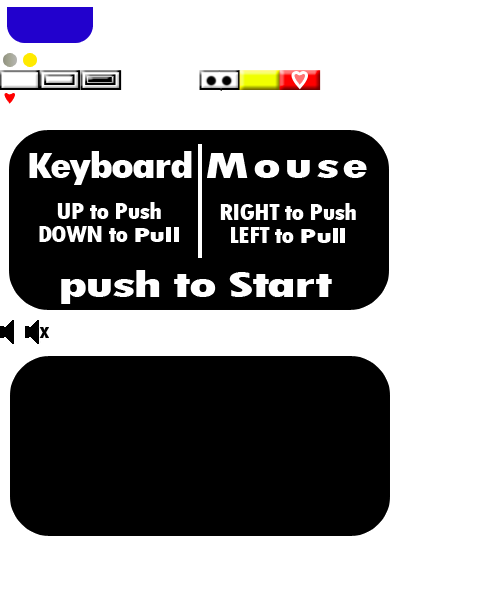 Keyboard
Mouse
UP to Push
DOWN to Pull
RIGHT to Push
LEFT to Pull
push to Start
x